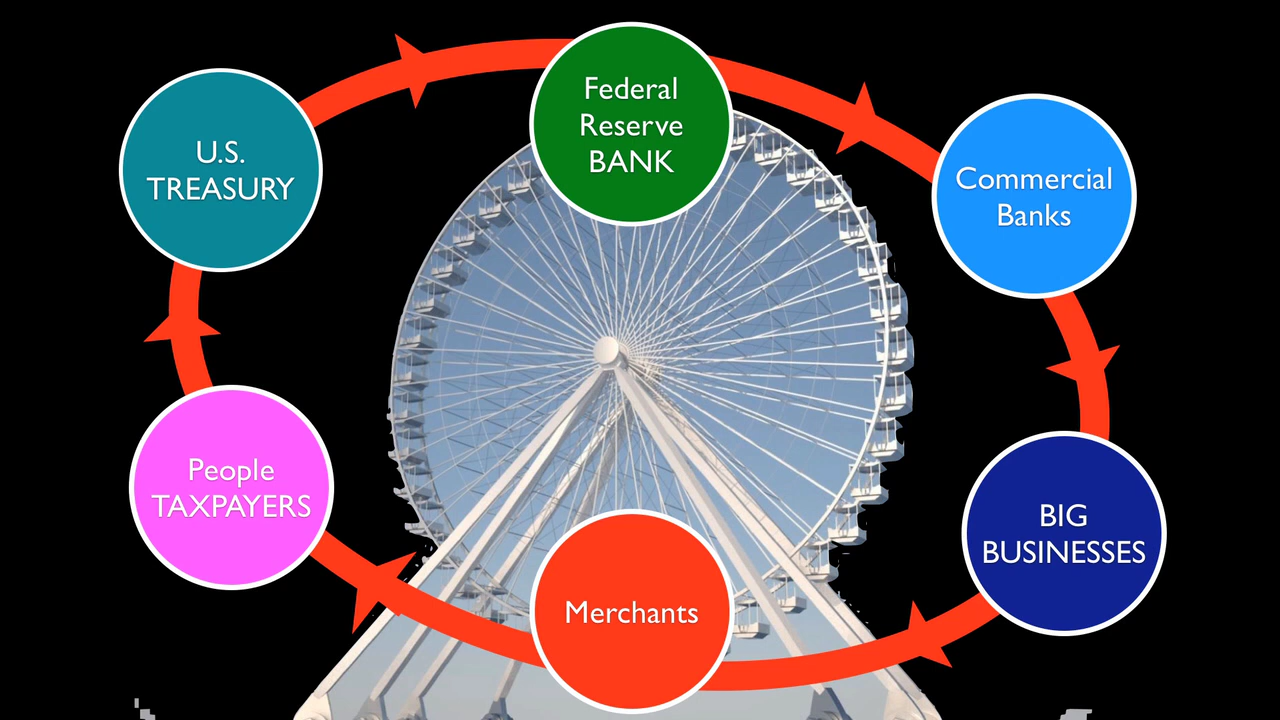 Federal
Reserve
BANK
U.S.
TREASURY
Commercial
Banks
People
TAXPAYERS
BIG
BUSINESSES
Merchants